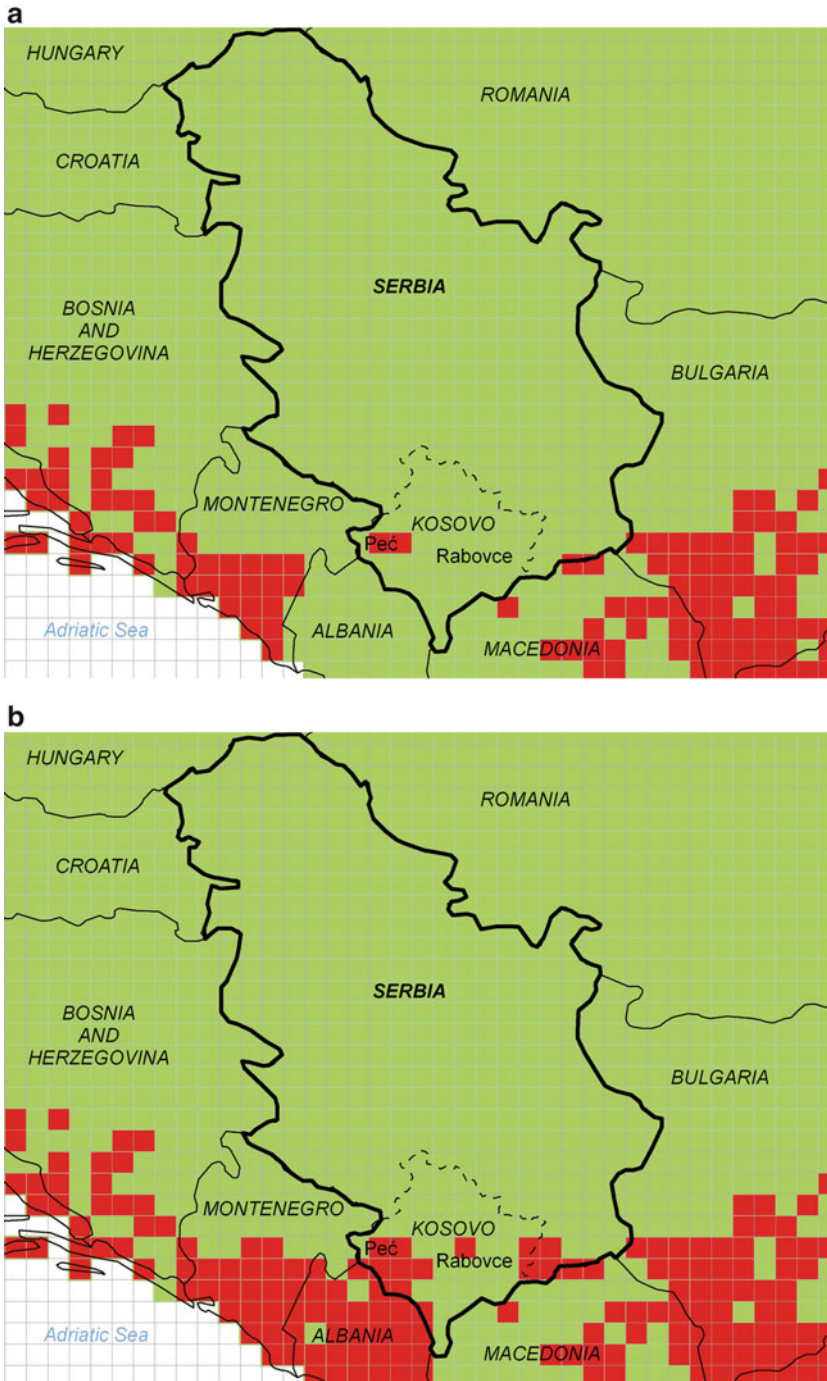 a
HUNGARY
ROMANIA
CROATIA
SERBIA
BOSNIA
AND
HERZEGOVINA
BULGARIA
MONTENEGRO
KOSOVO
Peć
Rabovce
Adriatic Sea
ALBANIA
MACEDONIA
b
HUNGARY
ROMANIA
CROATIA
SERBIA
BOSNIA
AND
HERZEGOVINA
BULGARIA
MONTENEGRO
KOSOVO
Peć
Rabovce
Adriatic Sea
ALBANIA
MACEDONIA